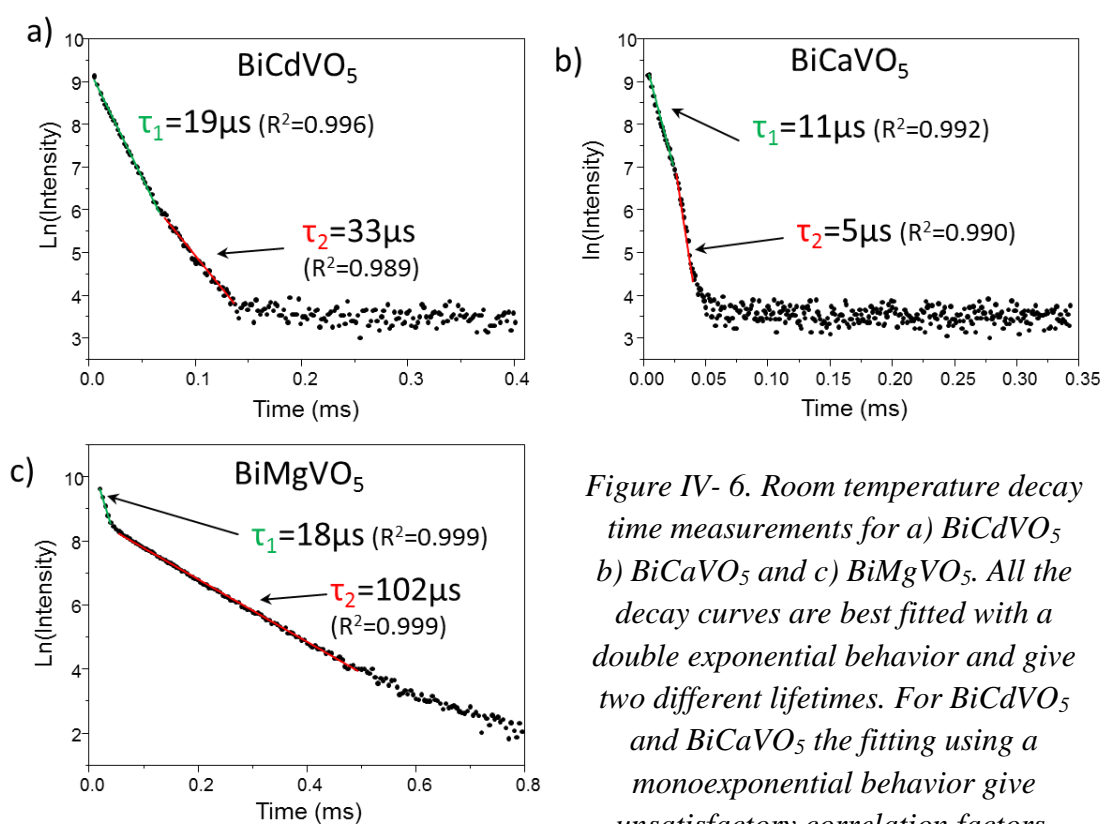 a)
BiCdVO5
τ1=19µs (R2=0.996)
τ2=33µs
(R2=0.989)
Ln(Intensity)
10
9
8
7
6
5
4
3
0.0 0.1 0.2 0.3 0.4
Time (ms)
b)
BiCaVO5
τ1=11µs (R2=0.992)
τ2=5µs (R2=0.990)
ln(Intensity)
10
9
8
7
6
5
4
3
0.00 0.05 0.10 0.15 0.20 0.25 0.30 0.35
Time (ms)
c)
BiMgVO5
τ1=18µs (R2=0.999)
τ2=102µs
(R2=0.999)
Ln(Intensity)
10
8
6
4
2
0.0 0.2 0.4 0.6 0.8
Time (ms)
Figure IV- 6. Room temperature decay
time measurements for a) BiCdVO5
b) BiCaVO5 and c) BiMgVO5. All the
decay curves are best fitted with a
double exponential behavior and give
two different lifetimes. For BiCdVO5
and BiCaVO5 the fitting using a
monoexponential behavior give
unsatisfactory correlation factors